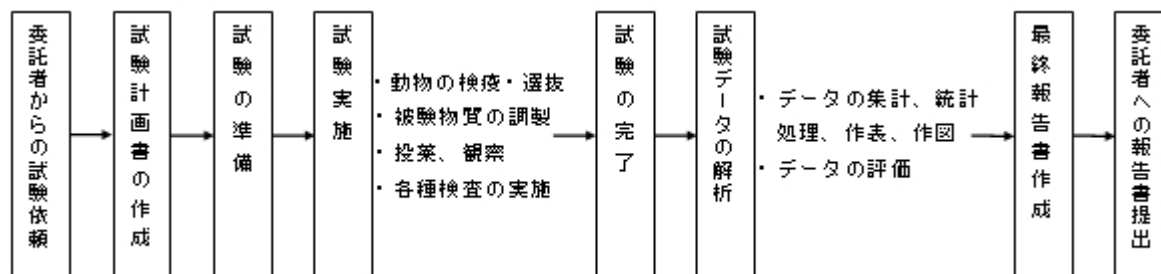 委託者からの試験依頼
試験計画書の作成
試験の準備
試験実施
・動物の検疫・選抜
・被験物質の調製
・投薬、観察
・各種検査の実施
試験の完了
試験データの解析
・データの集計、統計
処理、作表、作図
・データの評価
最終報告書作成
委託者への報告書提出